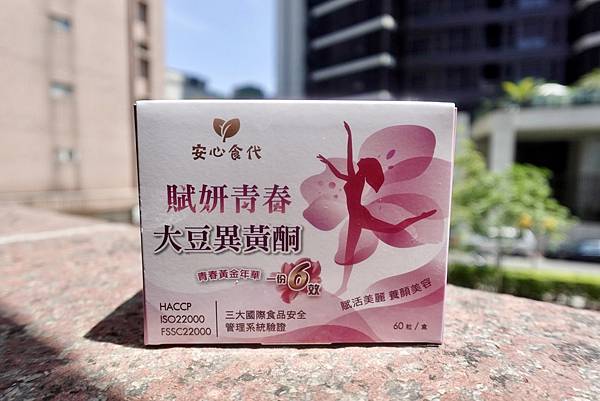 安心食代
賦妍青春
大豆異黃酮
青春黃金年華 一份6效
賦活美麗 養顏美容
HACCP
ISO22000
FSSC22000
三大國際食品安全
管理系統驗證
60粒/盒